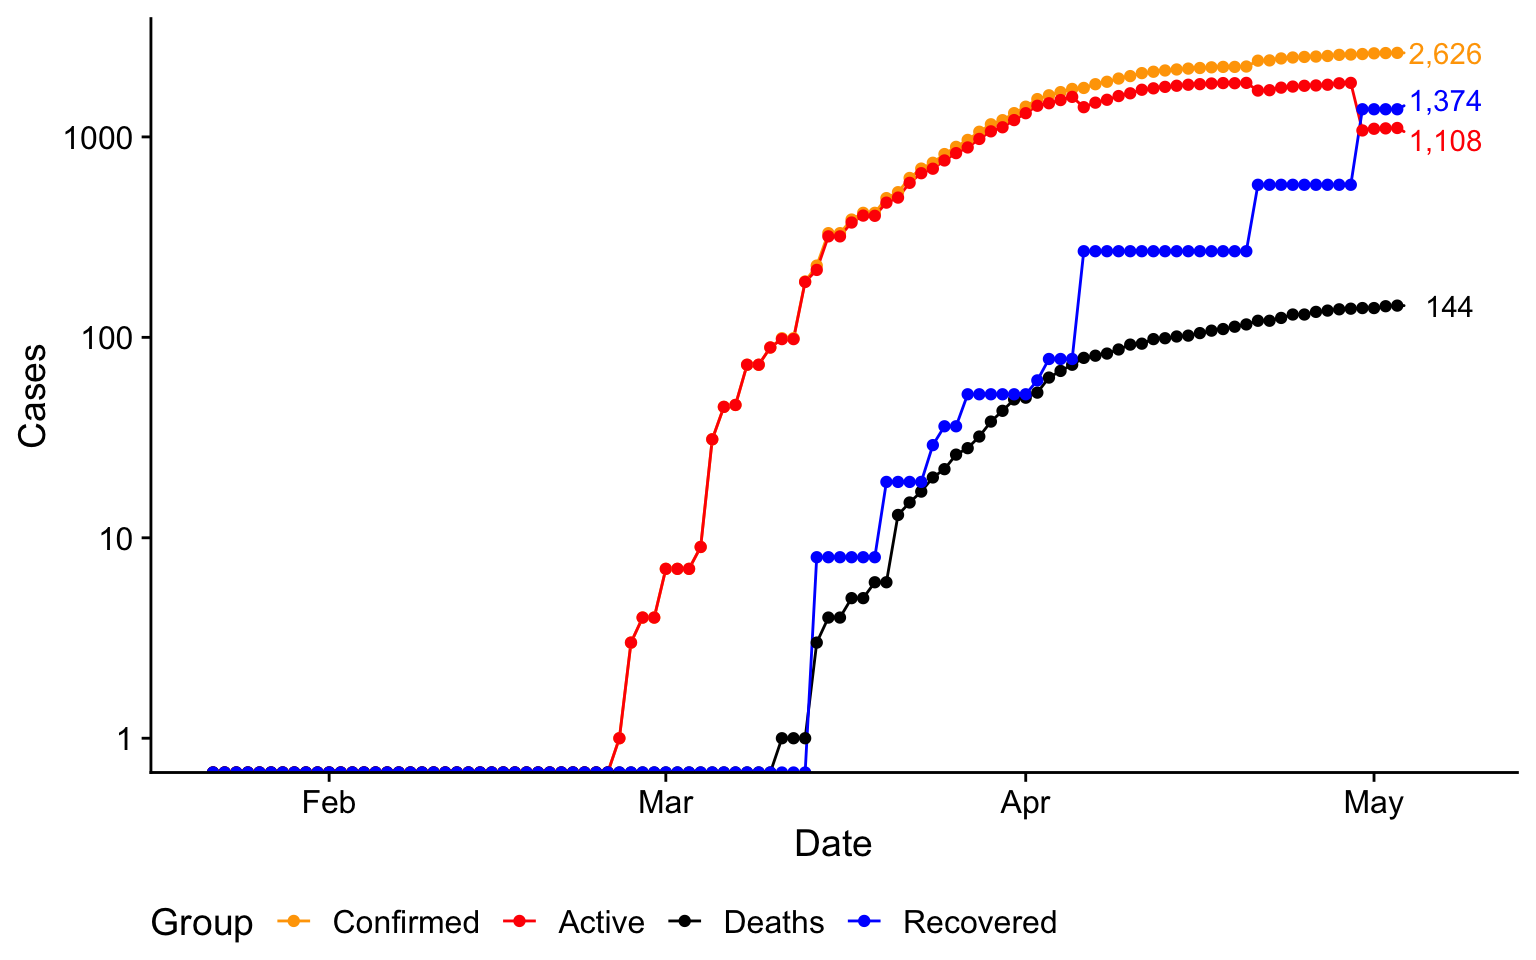 2,626
1,374
1,108
144
1000
100
10
1
Cases
Feb Mar Apr May
Date
Group Confirmed Active Deaths Recovered